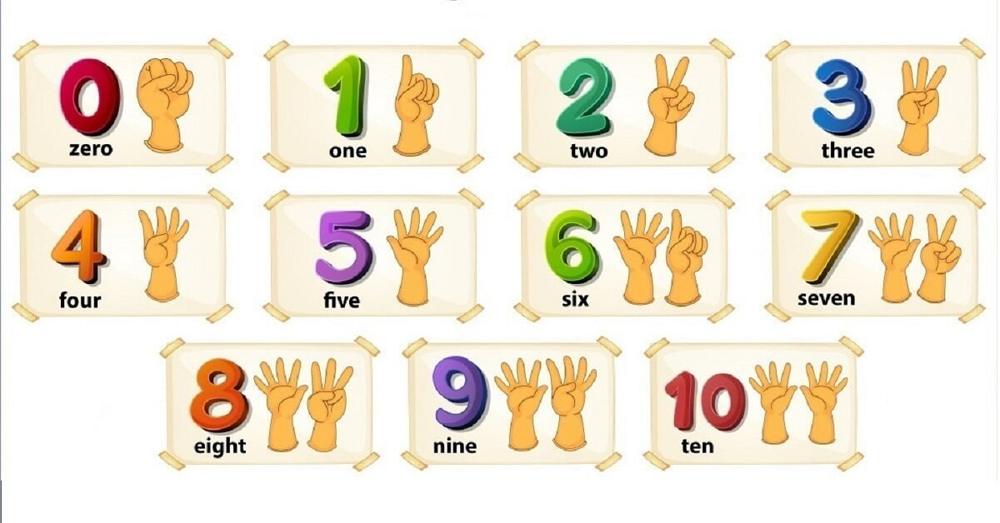 0
zero
1
one
2
two
3
three
4
four
5
five
6
six
7
seven
8
eight
9
nine
10
ten